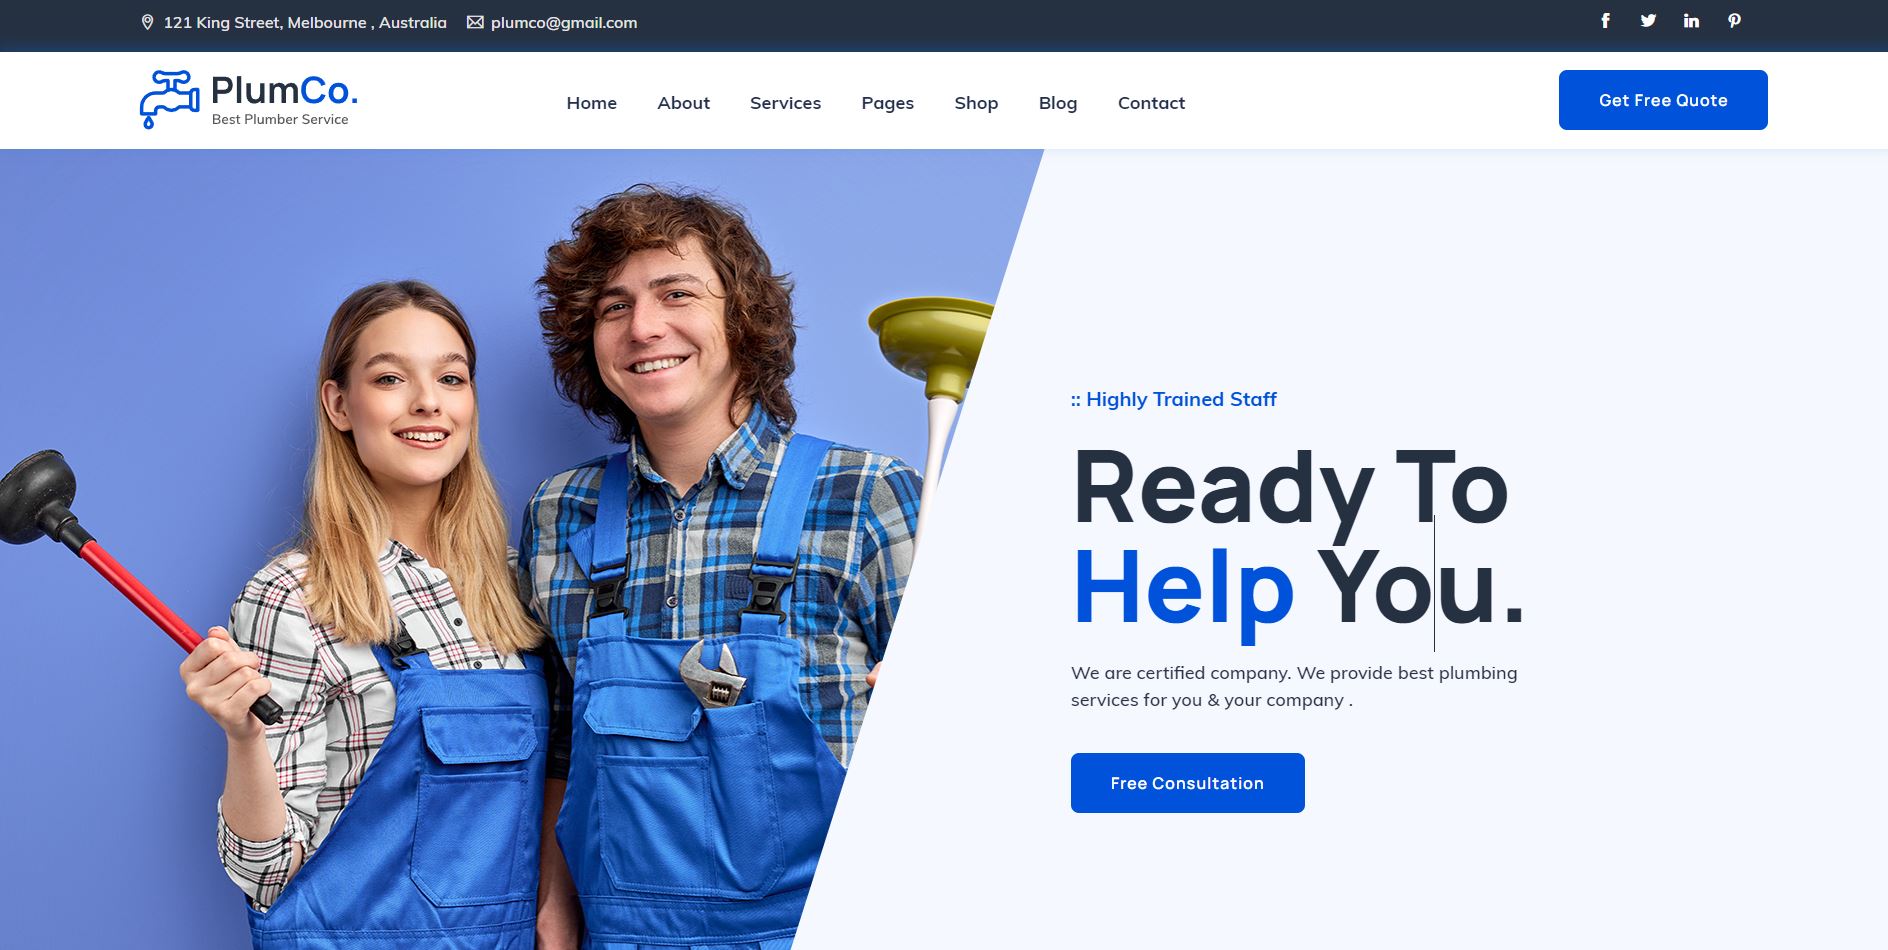 121 King Street, Melbourne , Australia
plumco@gmail.com
PlumCo.
Best Plumber Service
Home
About
Services
Pages
Shop
Blog
Contact
Get Free Quote
:: Highly Trained Staff
Ready To
Help You.
We are certified company. We provide best plumbing
services for you & your company .
Free Consultation